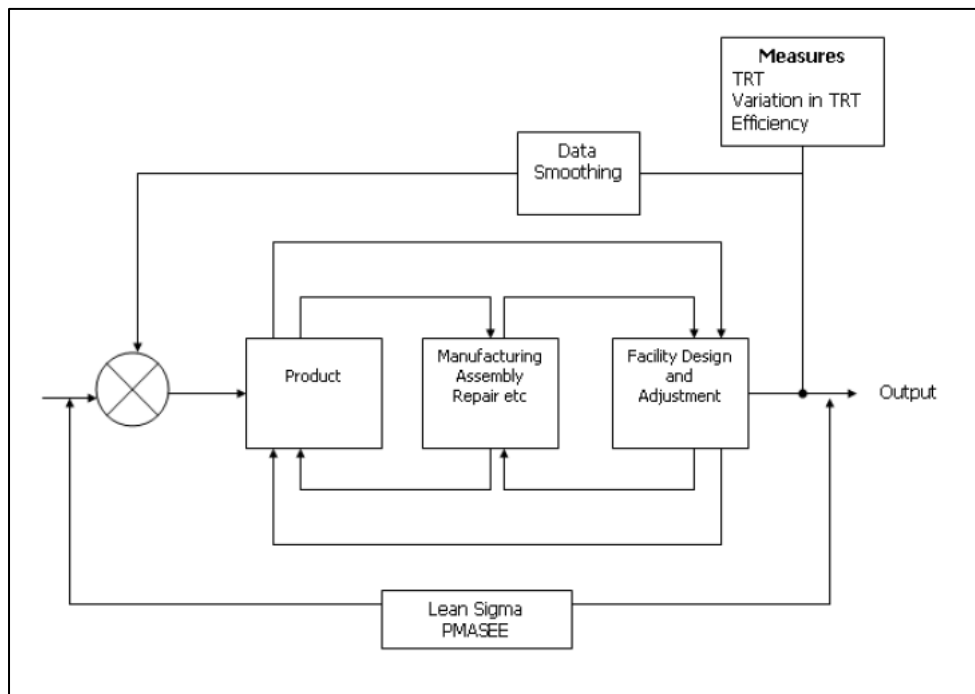 Measures
TRT
Variation in TRT
Efficiency
Data
Smoothing
Product
Manufacturing
Assembly
Repair etc
Facility Design
and
Adjustment
Output
Lean Sigma
PMASEE